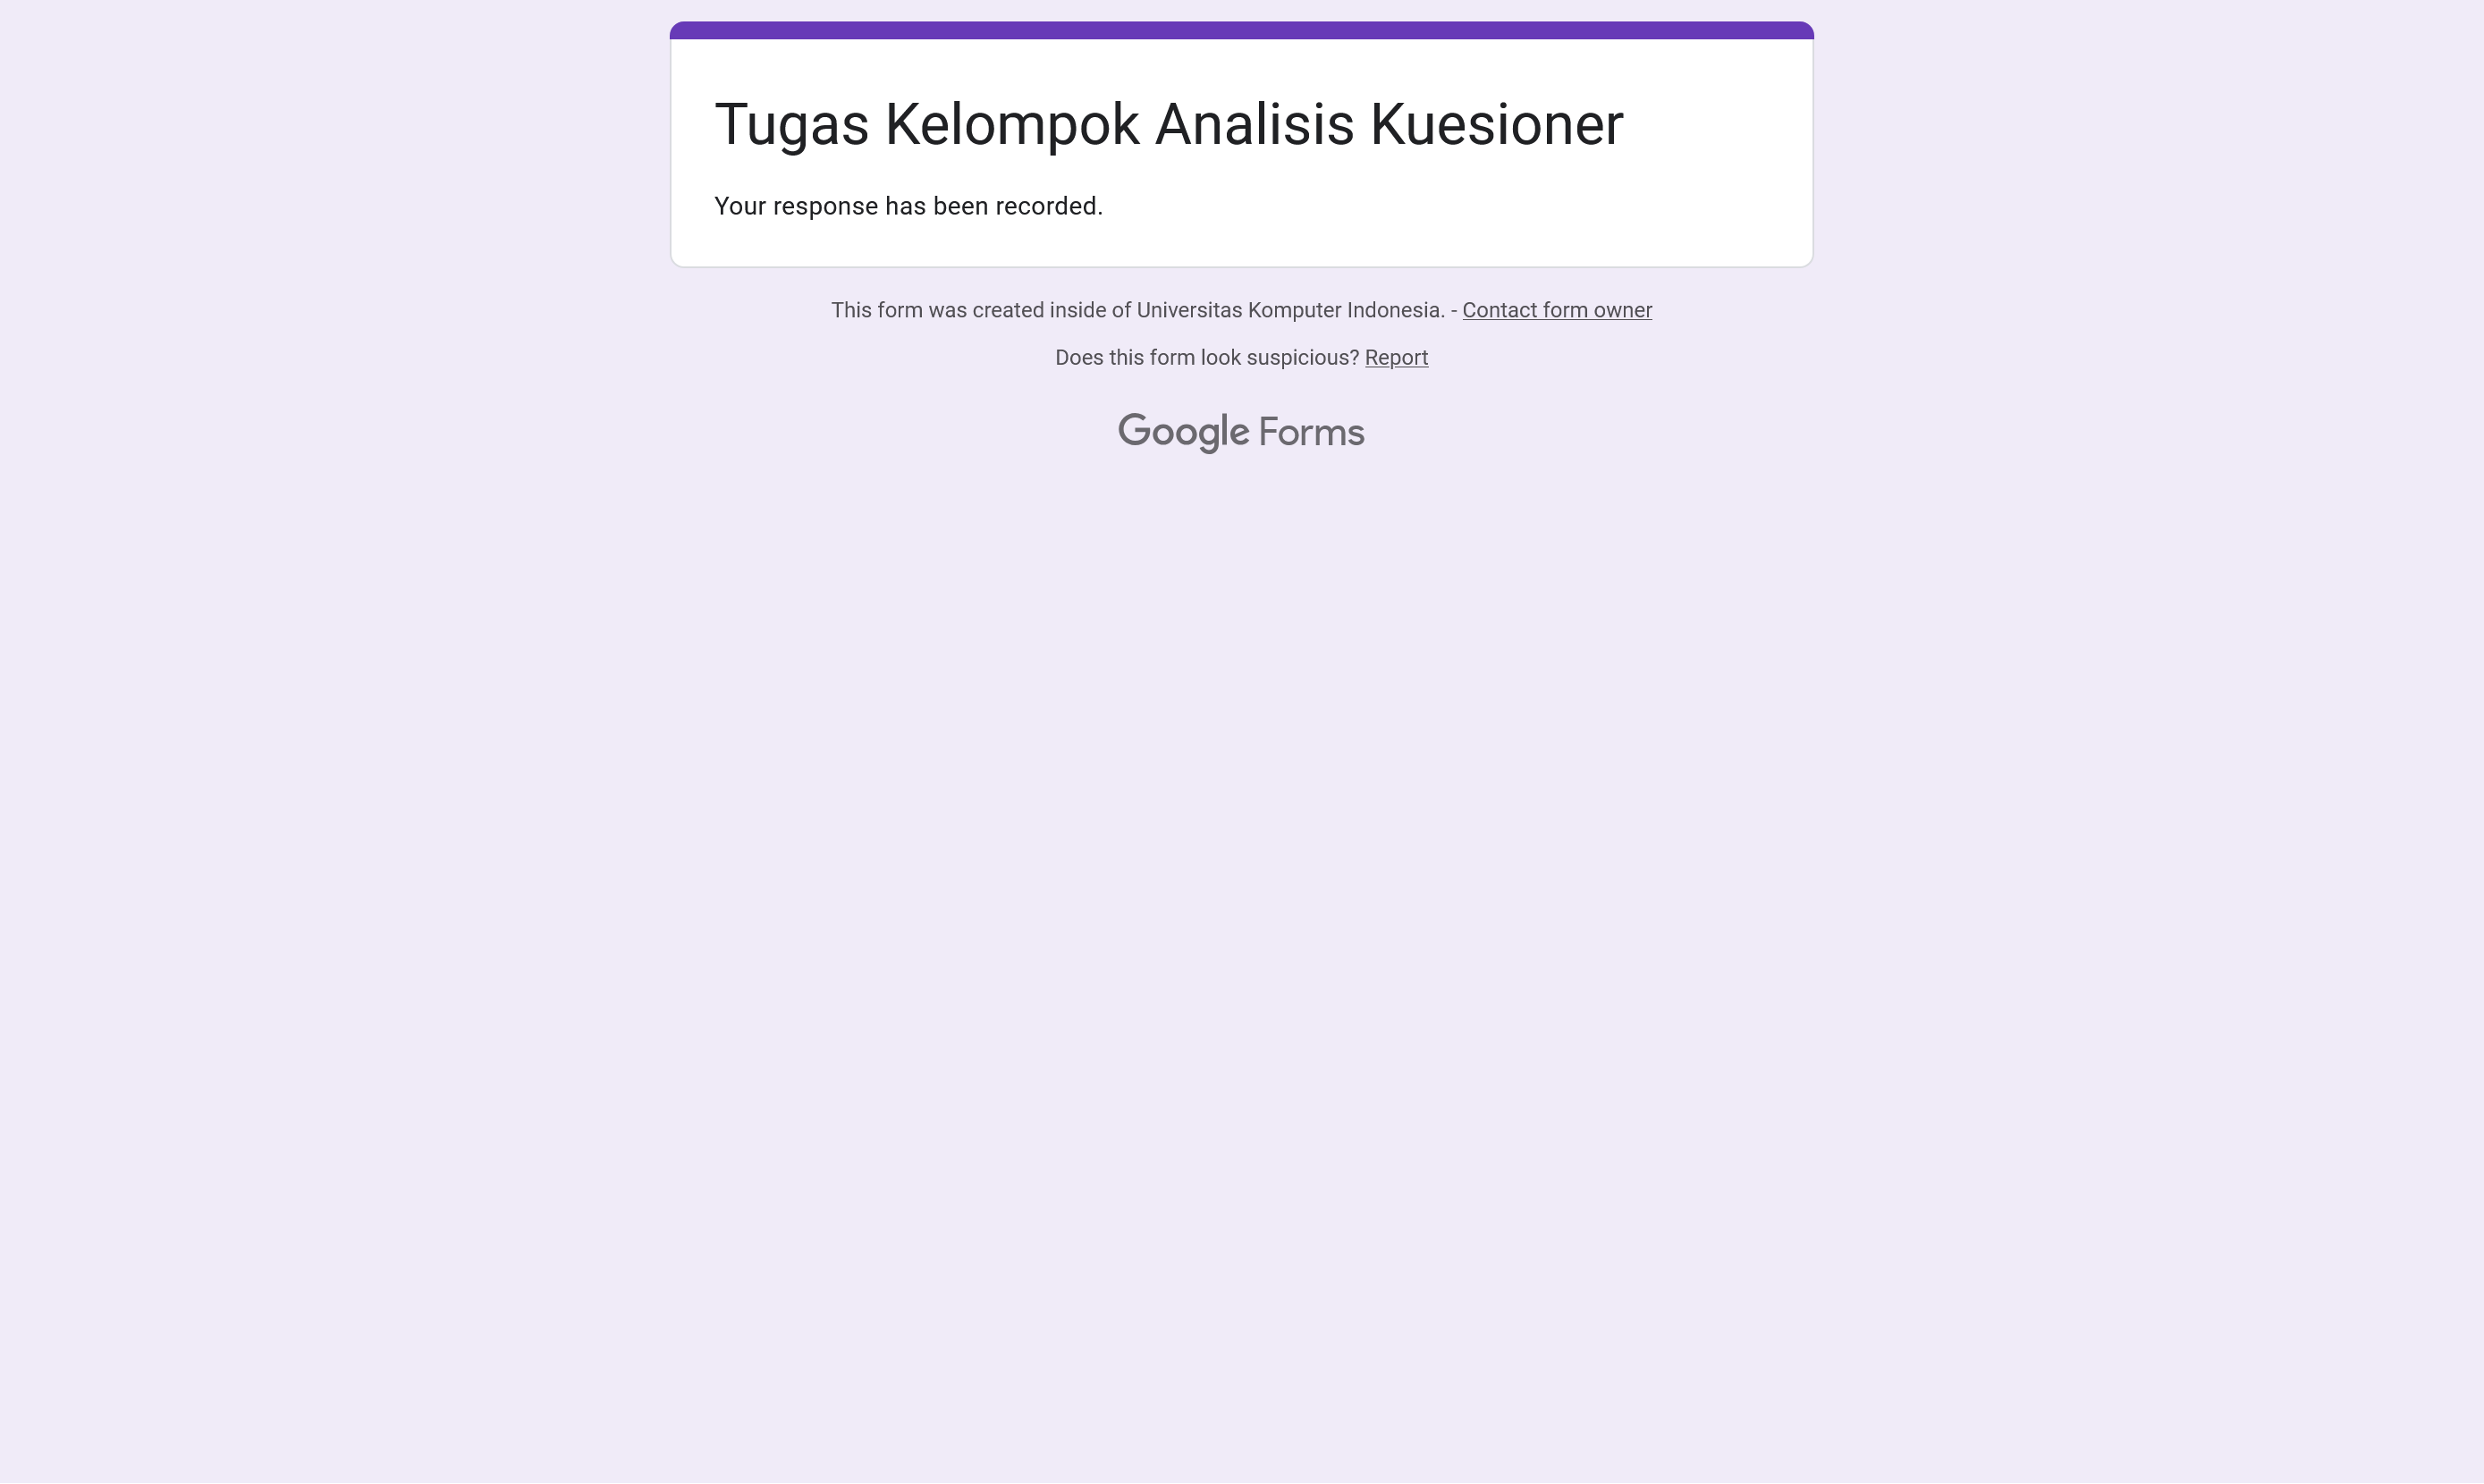 Tugas Kelompok Analisis Kuesioner
Your response has been recorded.
This form was created inside of Universitas Komputer Indonesia. - Contact form owner
Does this form look suspicious? Report
Google Forms